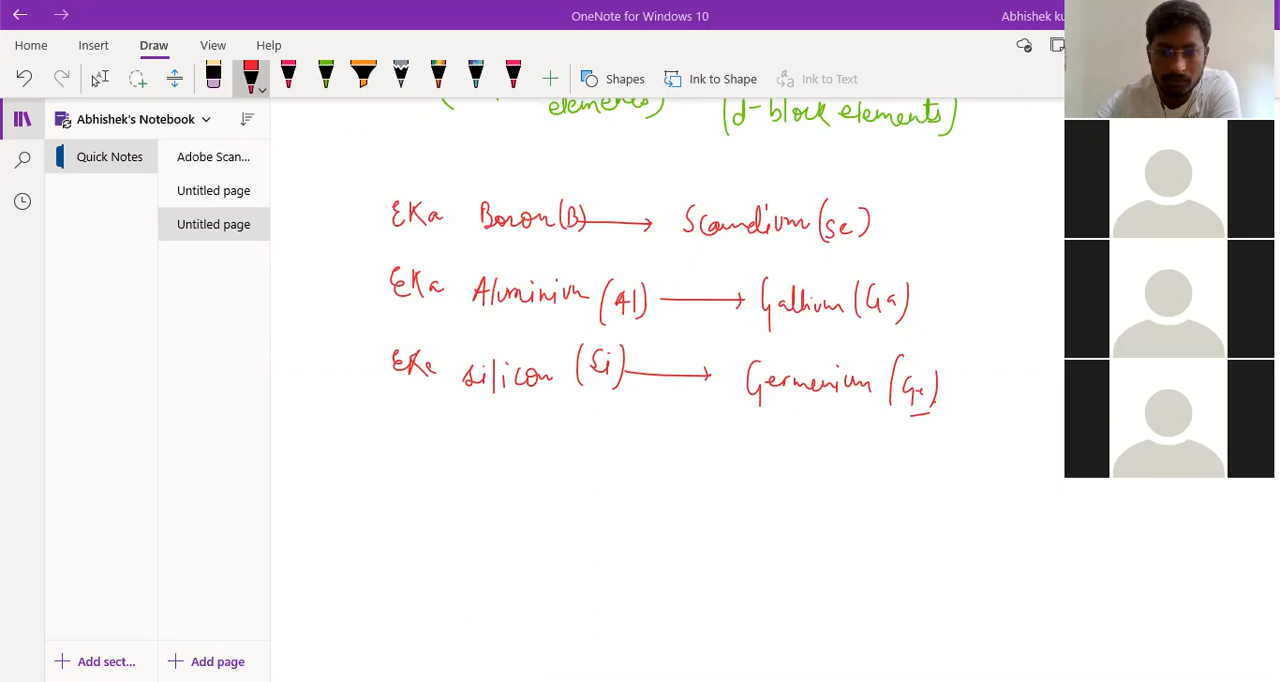 OneNote for Windows 10
Abhishek ku
Home Insert Draw View Help
Shapes Ink to Shape Ink to Text
Abhishek's Notebook
Quick Notes
Adobe Scan...
Untitled page
Untitled page
Add sect...
Add page
elements)
(d-block elements)
EKa Boron (B) → Scandium (Sc)
EKa Aluminium (Al) → Gallium (Ga)
EKa silicon (Si) → Germenium (Ge)